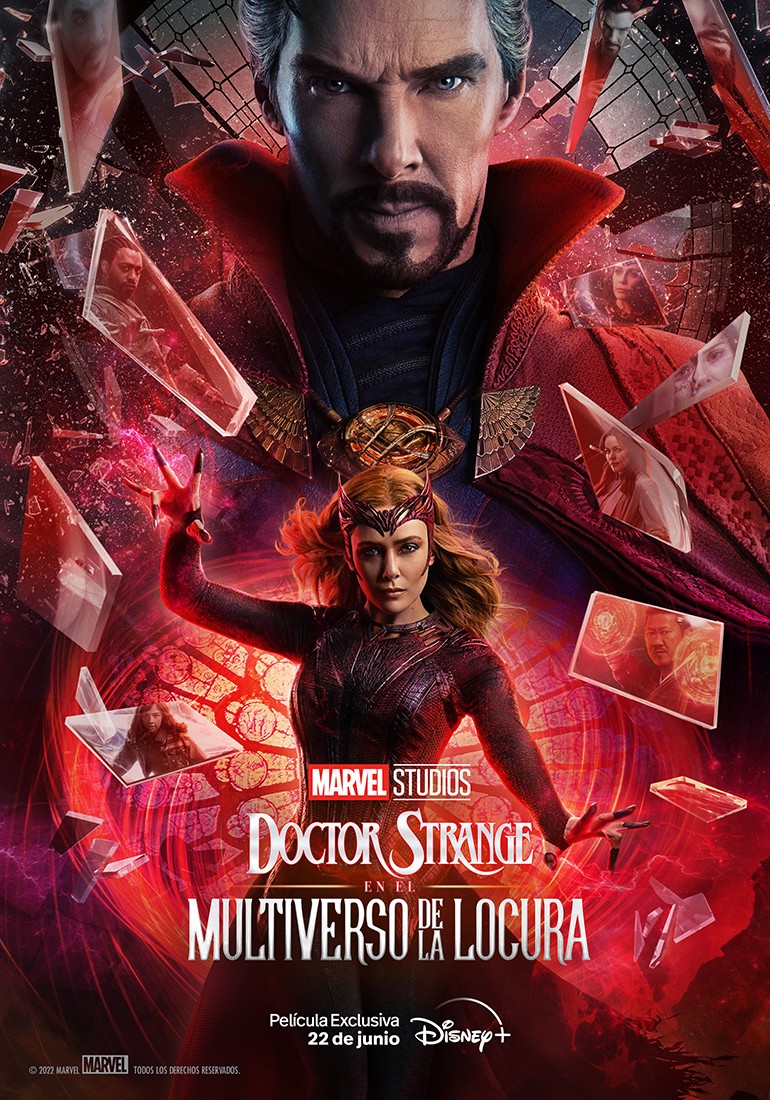 MARVEL STUDIOS
DOCTOR STRANGE
EN EL
MULTIVERSO DE LA LOCURA
Película Exclusiva
22 de junio
Disney+
© 2022 MARVEL MARVEL TODOS LOS DERECHOS RESERVADOS.